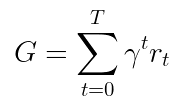 G = \sum_{t=0}^{T} \gamma^t r_t